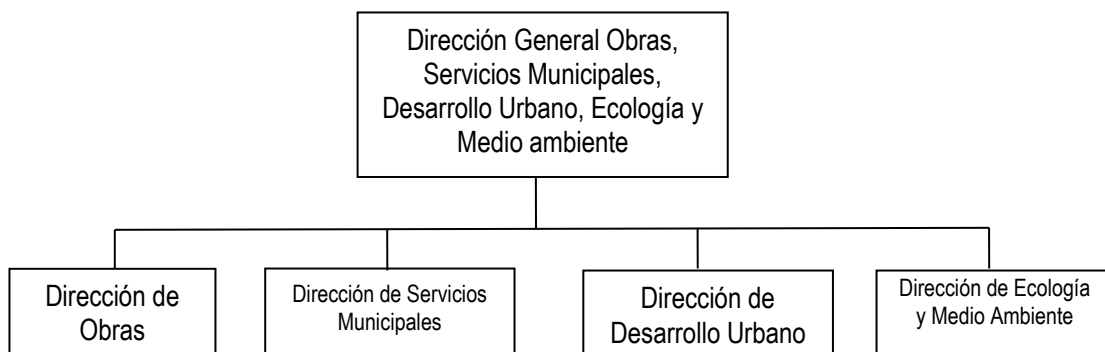 Dirección General Obras,
Servicios Municipales,
Desarrollo Urbano, Ecología y
Medio ambiente
Dirección de
Obras
Dirección de Servicios
Municipales
Dirección de
Desarrollo Urbano
Dirección de Ecología
y Medio Ambiente